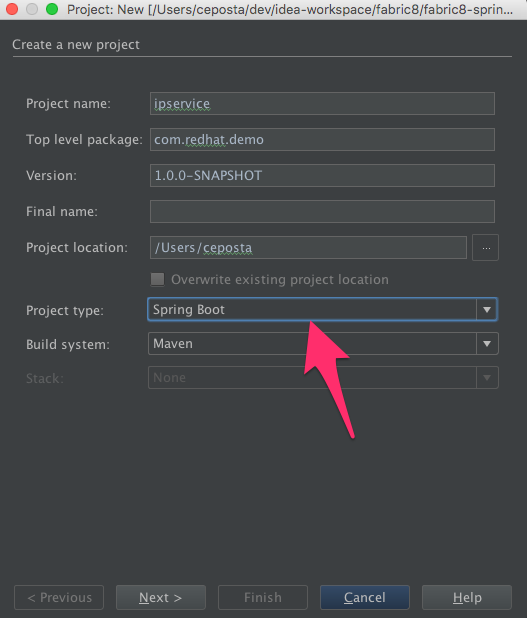 Project: New [/Users/ceposta/dev/idea-workspace/fabric8/fabric8-sprin...
Create a new project
Project name: ipservice
Top level package: com.redhat.demo
Version: 1.0.0-SNAPSHOT
Final name:
Project location: /Users/ceposta ...
Overwrite existing project location
Project type: Spring Boot
Build system: Maven
Stack: None
< Previous Next > Finish Cancel Help